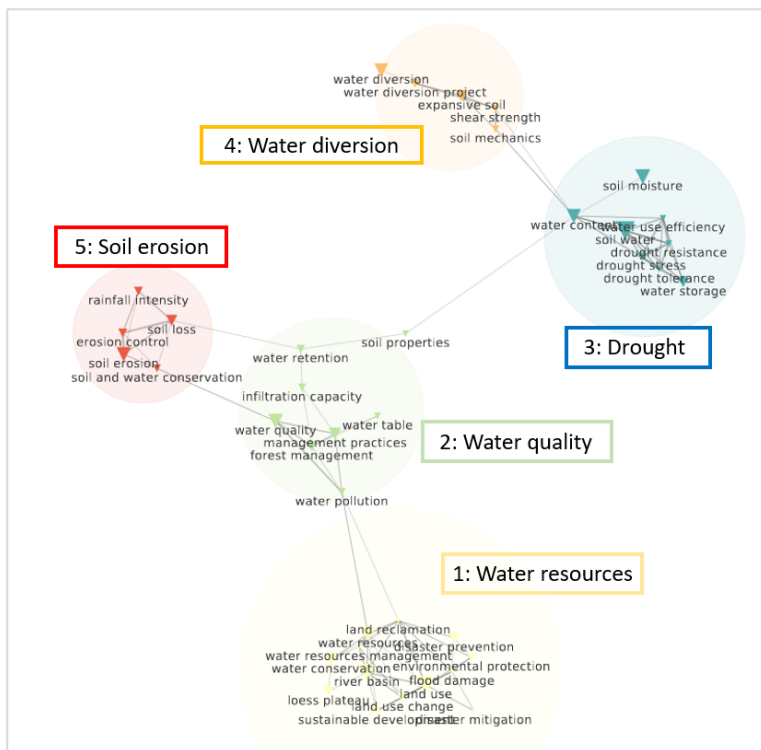 water diversion
water diversion project
expansive soil
shear strength
soil mechanics
4: Water diversion
soil moisture
water content
water use efficiency
soil water
drought resistance
drought stress
drought tolerance
water storage
3: Drought
5: Soil erosion
rainfall intensity
soil loss
erosion control
soil erosion
soil and water conservation
soil properties
water retention
infiltration capacity
water table
water quality
management practices
forest management
water pollution
2: Water quality
1: Water resources
land reclamation
water resources
disaster prevention
water resources management
water conservation
environmental protection
river basin
flood damage
loess plateau
land use
land use change
sustainable development
disaster mitigation